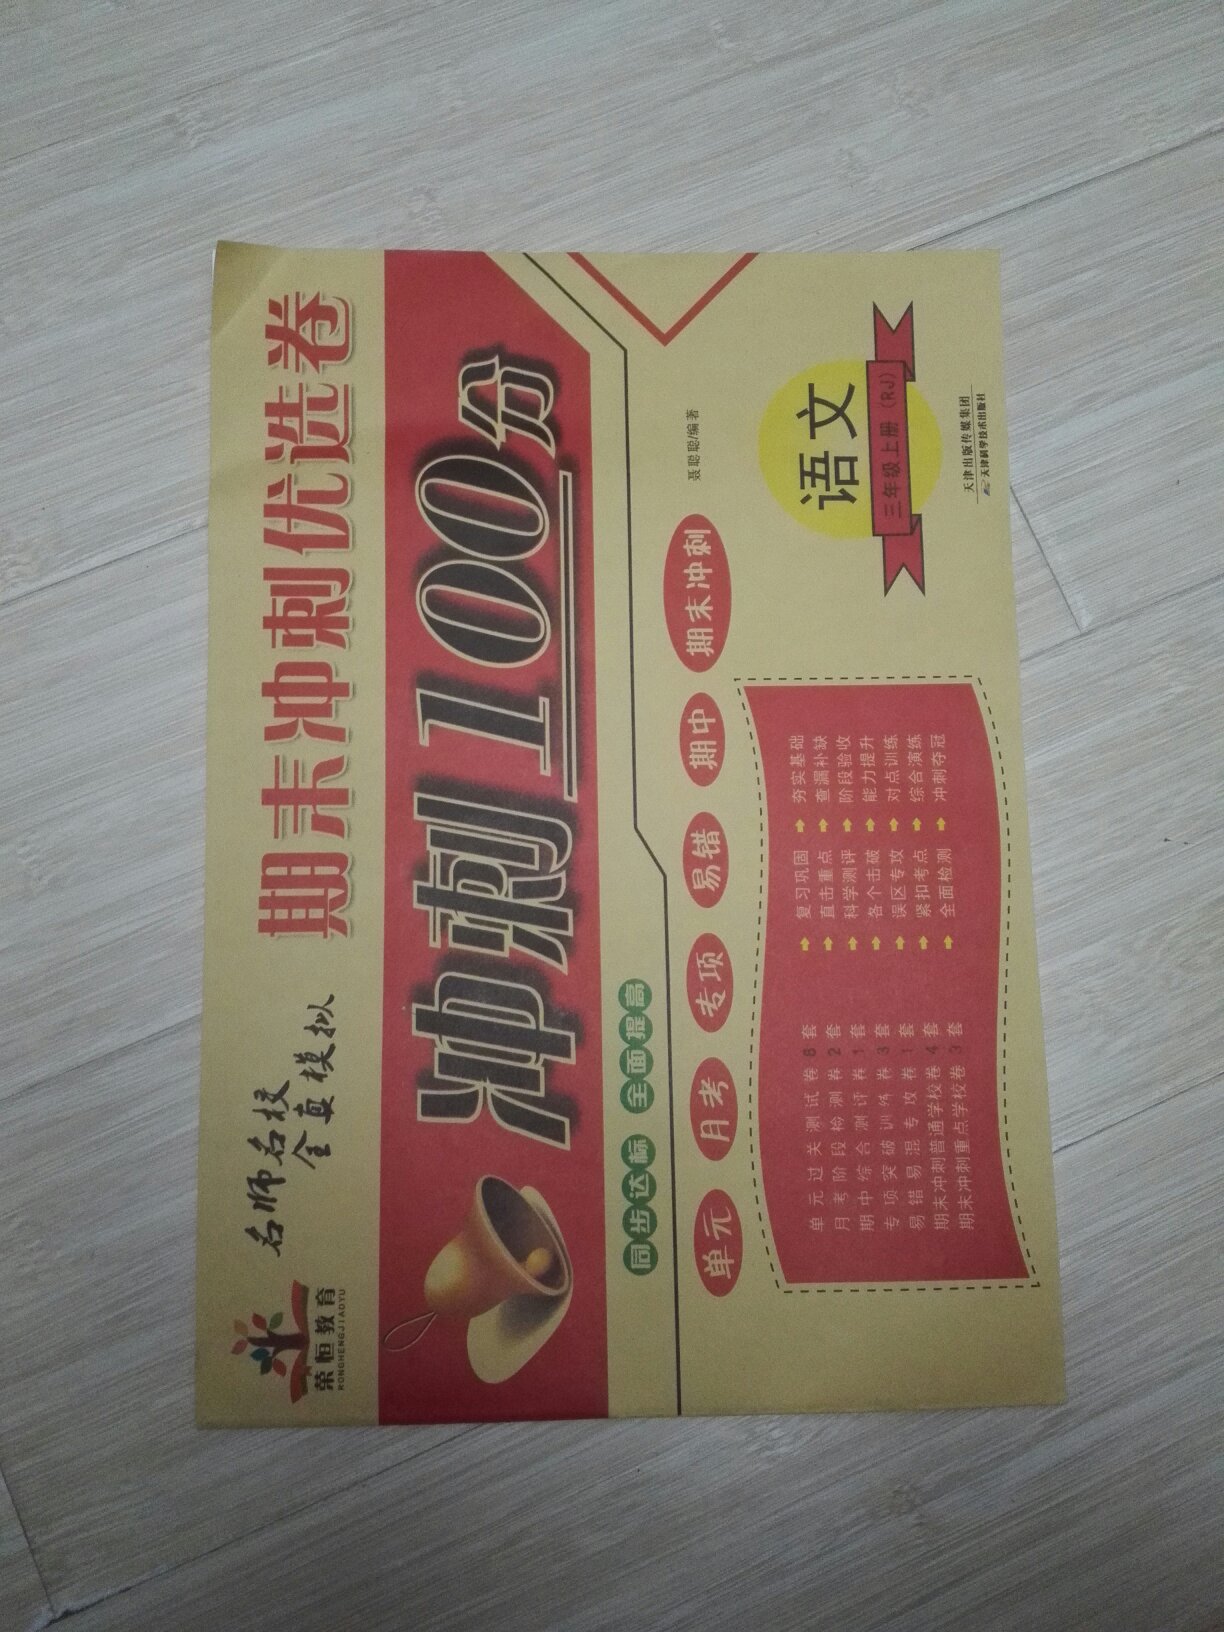 荣恒教育
RONGHENGJIAOYU
名师名校
全真模拟
期末冲刺优选卷
冲刺100分
同步达标 全面提高
单元 月考 专项 易错 期中 期末冲刺
聂聪聪/编著
单元过关测试卷8套 复习巩固 夯实基础
月考阶段检测卷2套 直击重点 查漏补缺
期中综合测评卷1套 科学测评 阶段验收
专项突破训练卷3套 各个击破 能力提升
易错易混专攻卷1套 误区专攻 对点训练
期末冲刺普通学校卷4套 紧扣考点 综合演练
期末冲刺重点学校卷3套 全面检测 冲刺夺冠
语文
三年级上册（RJ）
天津出版传媒集团
天津科学技术出版社